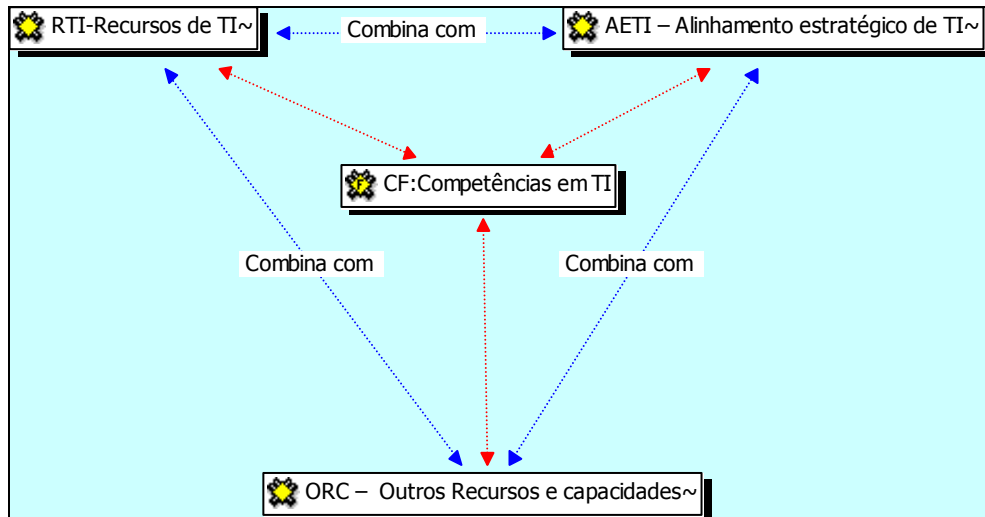 RTI-Recursos de TI~
Combina com
AETI – Alinhamento estratégico de TI~
F
CF:Competências em TI
Combina com
Combina com
ORC – Outros Recursos e capacidades~